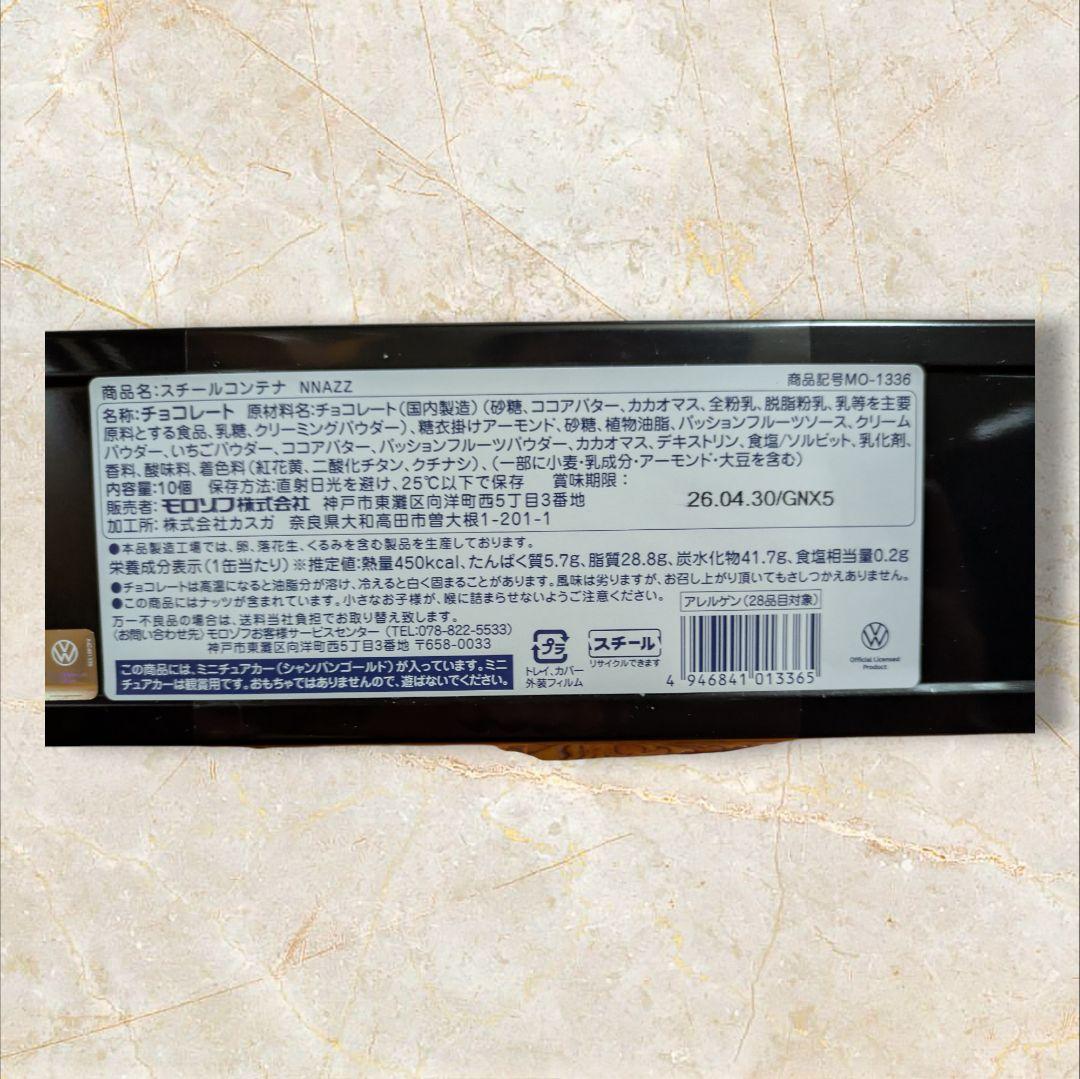 商品名:スチールコンテナ NNAZZ 商品記号MO-1336
名称:チョコレート 原材料名:チョコレート(国内製造)(砂糖、ココアバター、カカオマス、全粉乳、脱脂粉乳、乳等を主要
原料とする食品、乳糖、クリーミングパウダー)、糖衣掛けアーモンド、砂糖、植物油脂、パッションフルーツソース、クリーム
パウダー、いちごパウダー、ココアバター、パッションフルーツパウダー、カカオマス、デキストリン、食塩/ソルビット、乳化剤、
香料、酸味料、着色料(紅花黄、二酸化チタン、クチナシ)、(一部に小麦・乳成分・アーモンド・大豆を含む)
内容量:10個 保存方法:直射日光を避け、25℃以下で保存 賞味期限:
26.04.30/GNX5
販売者:モロゾフ株式会社 神戸市東灘区向洋町西5丁目3番地
加工所:株式会社カスガ 奈良県大和高田市曽大根1-201-1
●本品製造工場では、卵、落花生、くるみを含む製品を生産しております。
栄養成分表示(1缶当たり)※推定値:熱量450kcal、たんぱく質5.7g、脂質28.8g、炭水化物41.7g、食塩相当量0.2g
●チョコレートは高温になると油脂分が溶け、冷えると白く固まることがあります。風味は劣りますが、お召し上がり頂いてもさしつかえありません。
●この商品にはナッツが含まれています。小さなお子様が、喉に詰まらせないようご注意ください。
万一不良品の場合は、送料当社負担でお取り替え致します。
〈お問い合わせ先〉モロゾフお客様サービスセンター (TEL:078-822-5533)
神戸市東灘区向洋町西5丁目3番地 〒658-0033
この商品には、ミニチュアカー(シャンパンゴールド)が入っています。ミニ
チュアカーは観賞用です。おもちゃではありませんので、遊ばないでください。
プラ
トレイ、カバー
外装フィルム
スチール
リサイクルできます
アレルゲン(28品目対象)
4 946841 013365
Official Licensed
Product